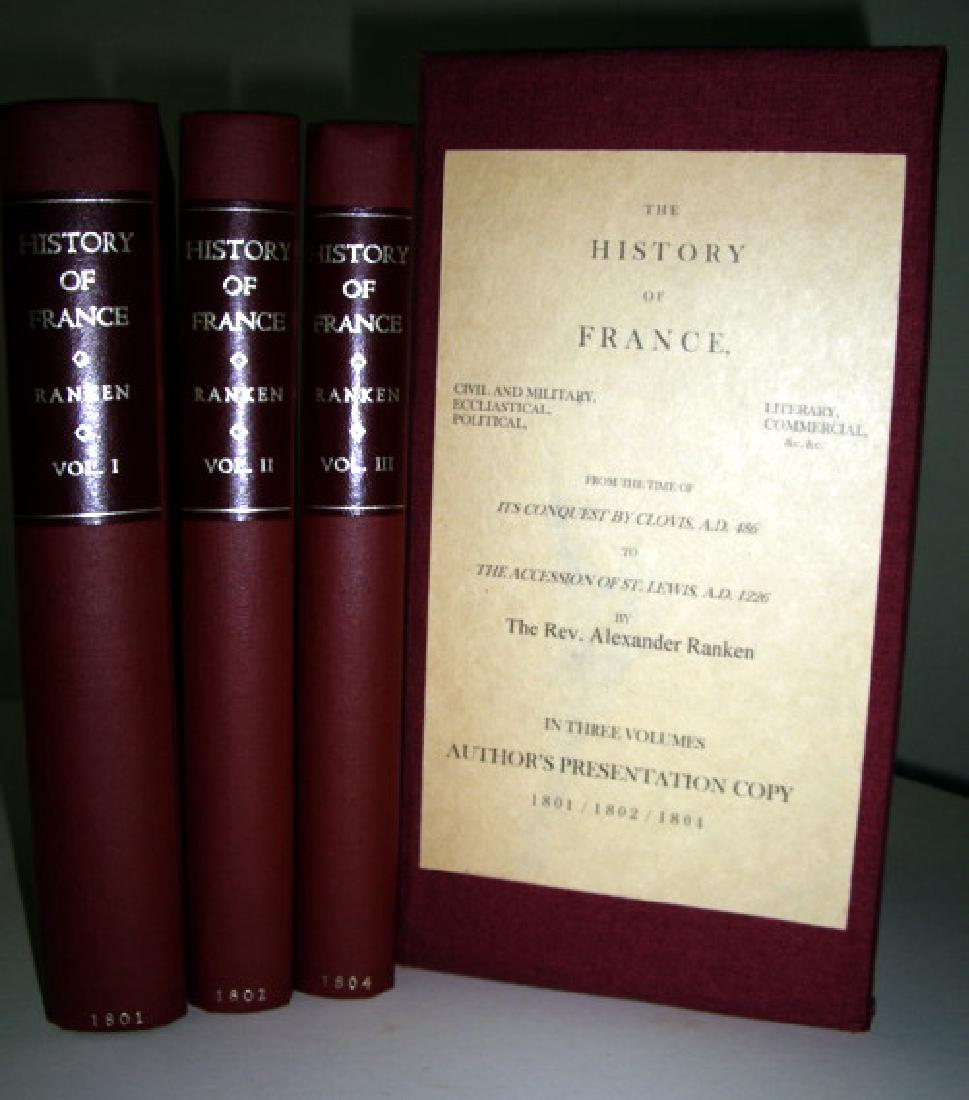 HISTORY
OF
FRANCE
RANKEN
VOL. I
1801
HISTORY
OF
FRANCE
RANKEN
VOL. II
1802
HISTORY
OF
FRANCE
RANKEN
VOL. III
1804
THE
HISTORY
OF
FRANCE,
CIVIL AND MILITARY,
ECCLIASTICAL,
POLITICAL,
LITERARY,
COMMERCIAL,
&c. &c.
FROM THE TIME OF
ITS CONQUEST BY CLOVIS, A.D. 486
TO
THE ACCESSION OF ST. LEWIS, A.D. 1226
BY
The Rev. Alexander Ranken
IN THREE VOLUMES
AUTHOR'S PRESENTATION COPY
1801 / 1802 / 1804